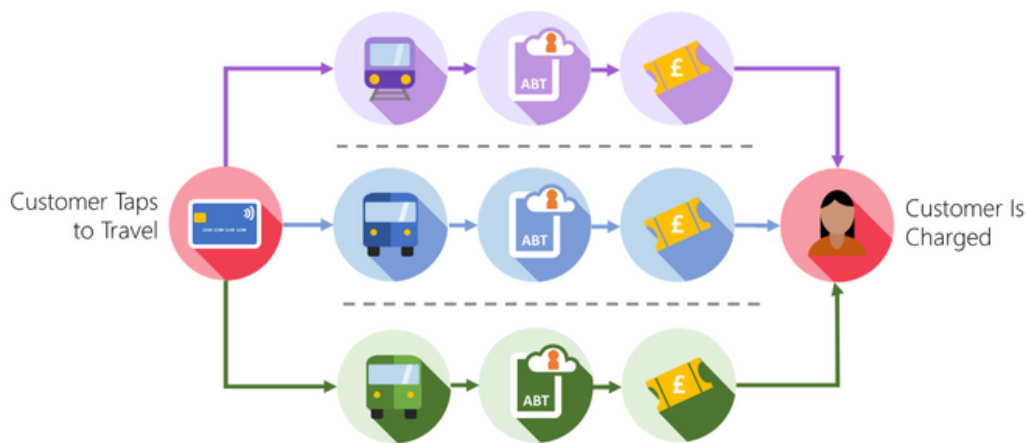 ABT
£
Customer Taps
to Travel
ABT
£
Customer Is
Charged
ABT
£